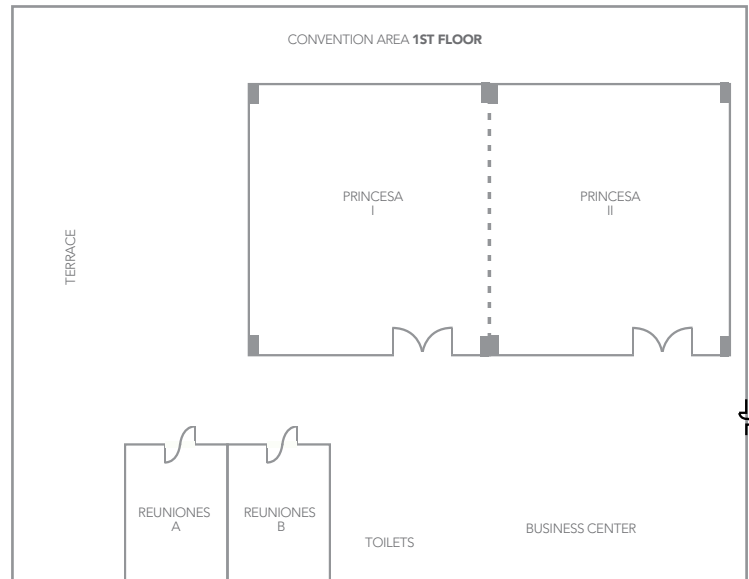 CONVENTION AREA 1ST FLOOR
PRINCESA
I
PRINCESA
II
TERRACE
REUNIONES
A
REUNIONES
B
TOILETS
BUSINESS CENTER